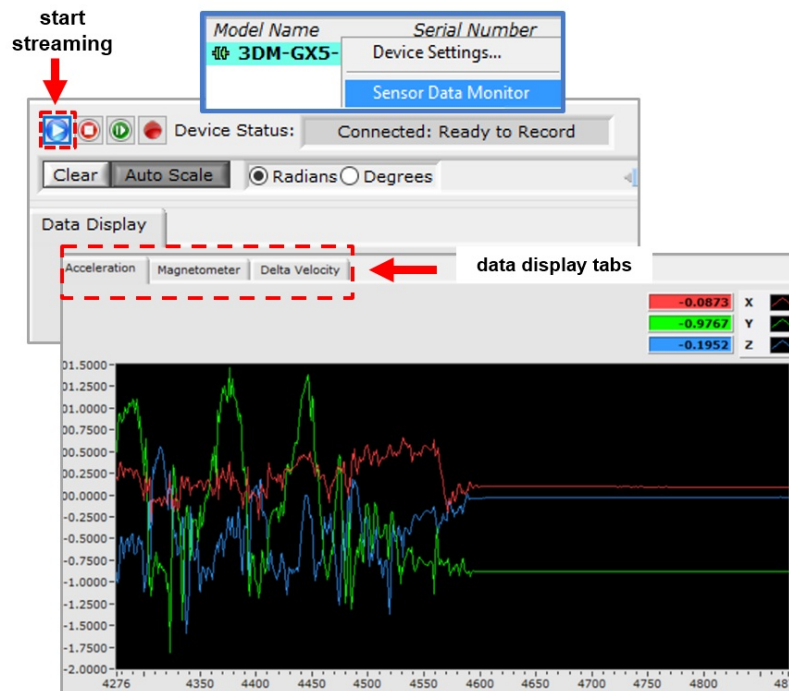 start
streaming
Model Name Serial Number
3DM-GX5-
Device Settings...
Sensor Data Monitor
Device Status: Connected: Ready to Record
Clear Auto Scale Radians Degrees
Data Display
Acceleration Magnetometer Delta Velocity
data display tabs
-0.0873 X
-0.9767 Y
-0.1952 Z
01.5000
01.2500
01.0000
00.7500
00.5000
00.2500
00.0000
-0.2500
-0.5000
-0.7500
-1.0000
-1.2500
-1.5000
-1.7500
-2.0000
4276 4350 4400 4450 4500 4550 4600 4650 4700 4750 4800 48